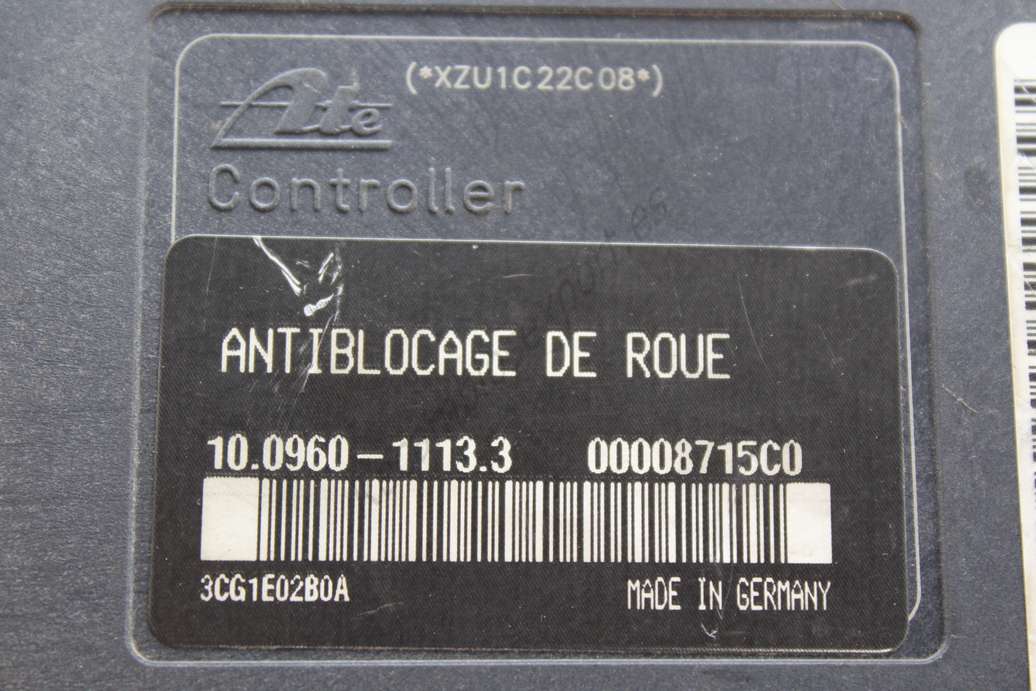 Ate
(*XZU1C22C08*)
Controller
ANTIBLOCAGE DE ROUE
10.0960-1113.3 00008715C0
3CG1E02B0A MADE IN GERMANY